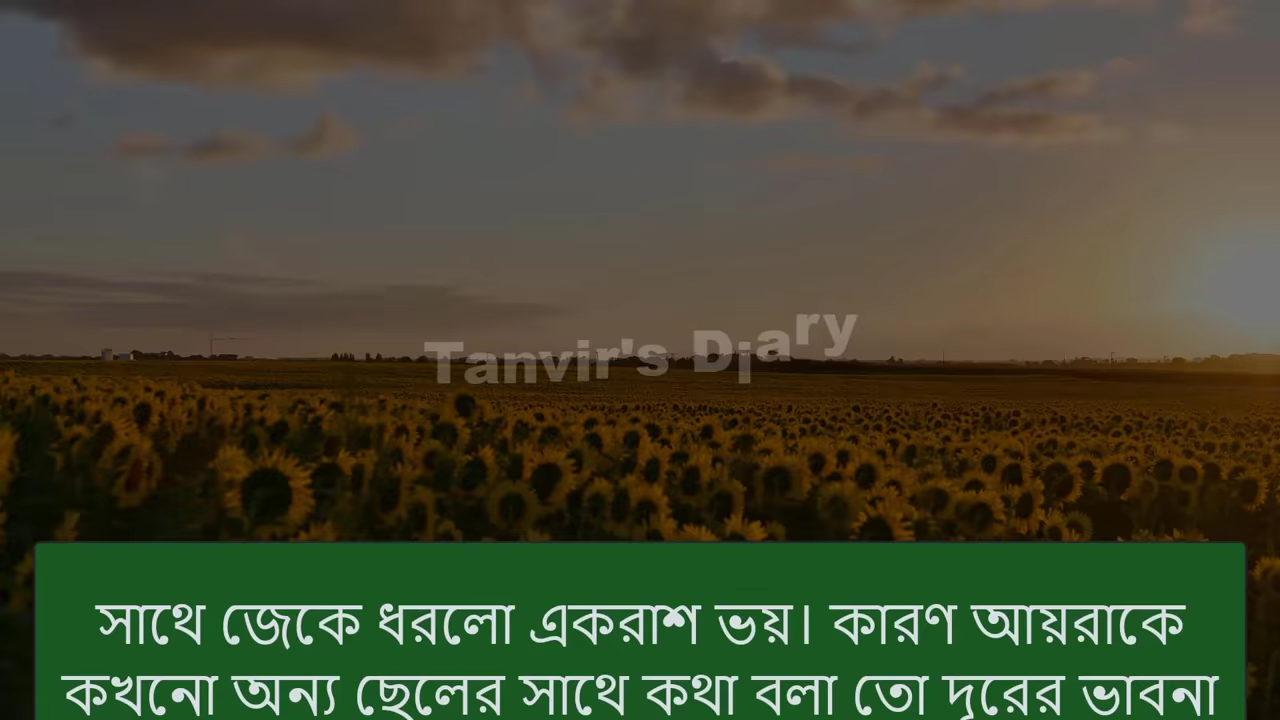 Tanvir's Diary
সাথে জেকে ধরলো একরাশ ভয়। কারণ আয়রাকে
কখনো অন্য ছেলের সাথে কথা বলা তো দূরের ভাবনা